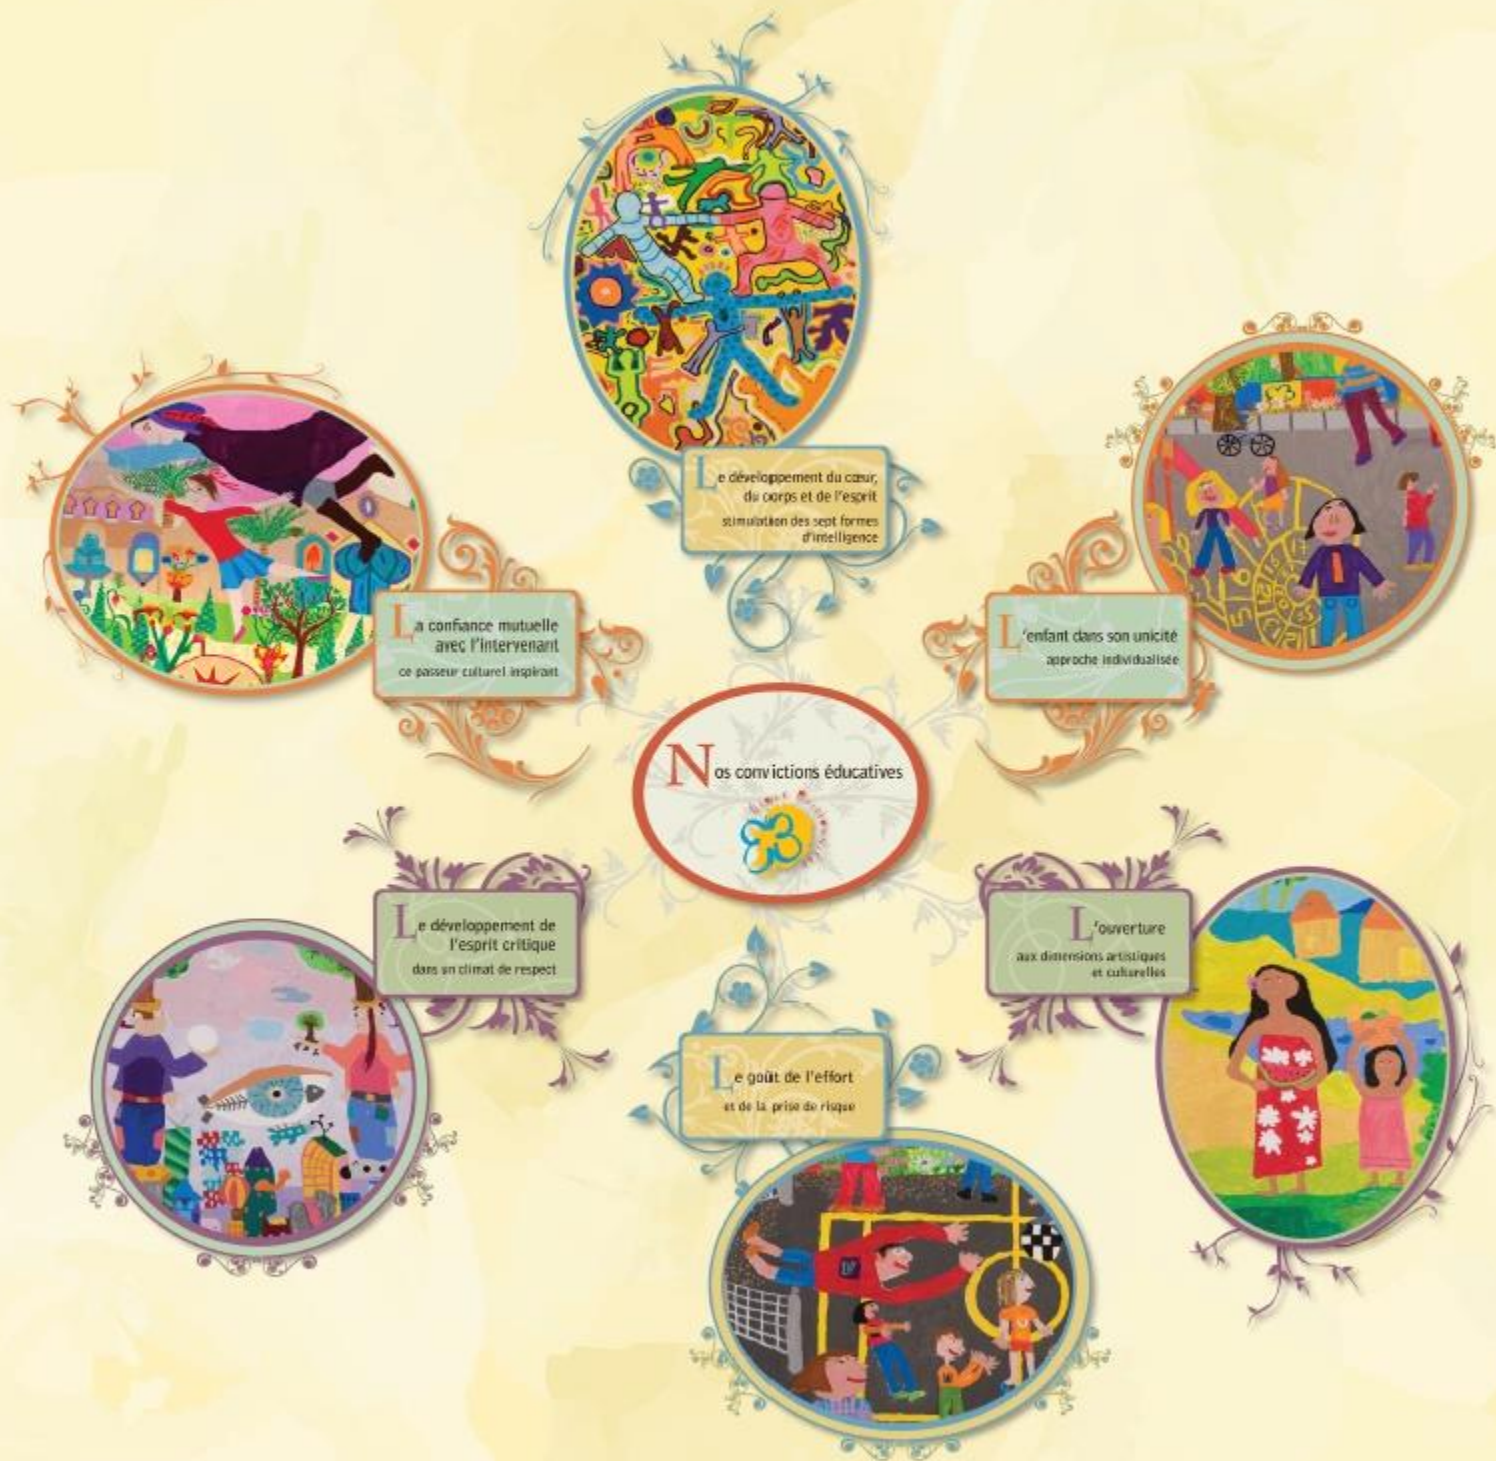 Le développement du cœur,
du corps et de l'esprit
stimulation des sept formes
d'intelligence
La confiance mutuelle
avec l'intervenant
ce passeur culturel inspirant
L'enfant dans son unicité
approche individualisée
Nos convictions éducatives
Le développement de
l'esprit critique
dans un climat de respect
L'ouverture
aux dimensions artistiques
et culturelles
Le goût de l'effort
et de la prise de risque